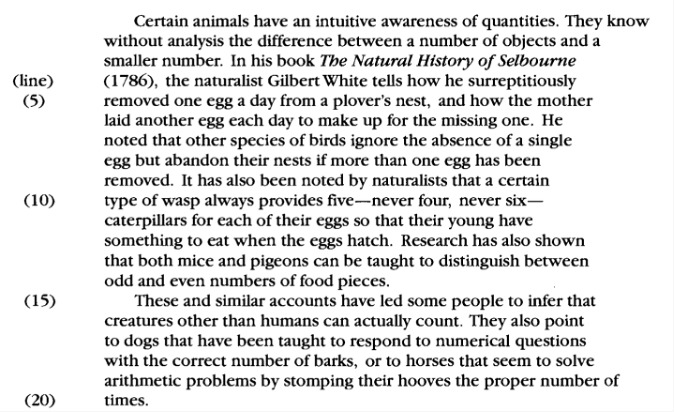 Certain animals have an intuitive awareness of quantities. They know
without analysis the difference between a number of objects and a
smaller number. In his book The Natural History of Selbourne
(line) (1786), the naturalist Gilbert White tells how he surreptitiously
(5) removed one egg a day from a plover's nest, and how the mother
laid another egg each day to make up for the missing one. He
noted that other species of birds ignore the absence of a single
egg but abandon their nests if more than one egg has been
removed. It has also been noted by naturalists that a certain
(10) type of wasp always provides five—never four, never six—
caterpillars for each of their eggs so that their young have
something to eat when the eggs hatch. Research has also shown
that both mice and pigeons can be taught to distinguish between
odd and even numbers of food pieces.
(15) These and similar accounts have led some people to infer that
creatures other than humans can actually count. They also point
to dogs that have been taught to respond to numerical questions
with the correct number of barks, or to horses that seem to solve
arithmetic problems by stomping their hooves the proper number of
(20) times.